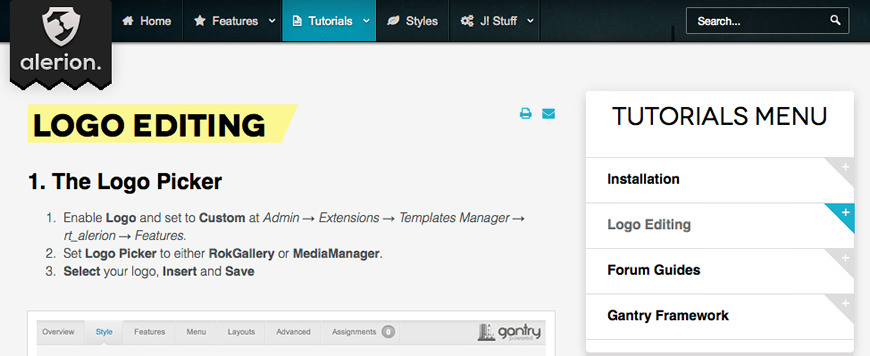 Home
Features
Tutorials
Styles
J! Stuff
Search...
alerion.
LOGO EDITING
1. The Logo Picker
1. Enable Logo and set to Custom at Admin → Extensions → Templates Manager →
rt_alerion → Features.
2. Set Logo Picker to either RokGallery or MediaManager.
3. Select your logo, Insert and Save
Overview
Style
Features
Menu
Layouts
Advanced
Assignments 0
gantry
powered
TUTORIALS MENU
Installation
Logo Editing
Forum Guides
Gantry Framework